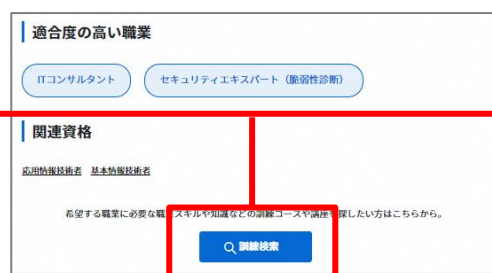 適合度の高い職業
ITコンサルタント
セキュリティエキスパート（脆弱性診断）
関連資格
応用情報技術者 基本情報技術者
希望する職業に必要な職業スキルや知識などの訓練コースや講座を探したい方はこちらから。
訓練検索